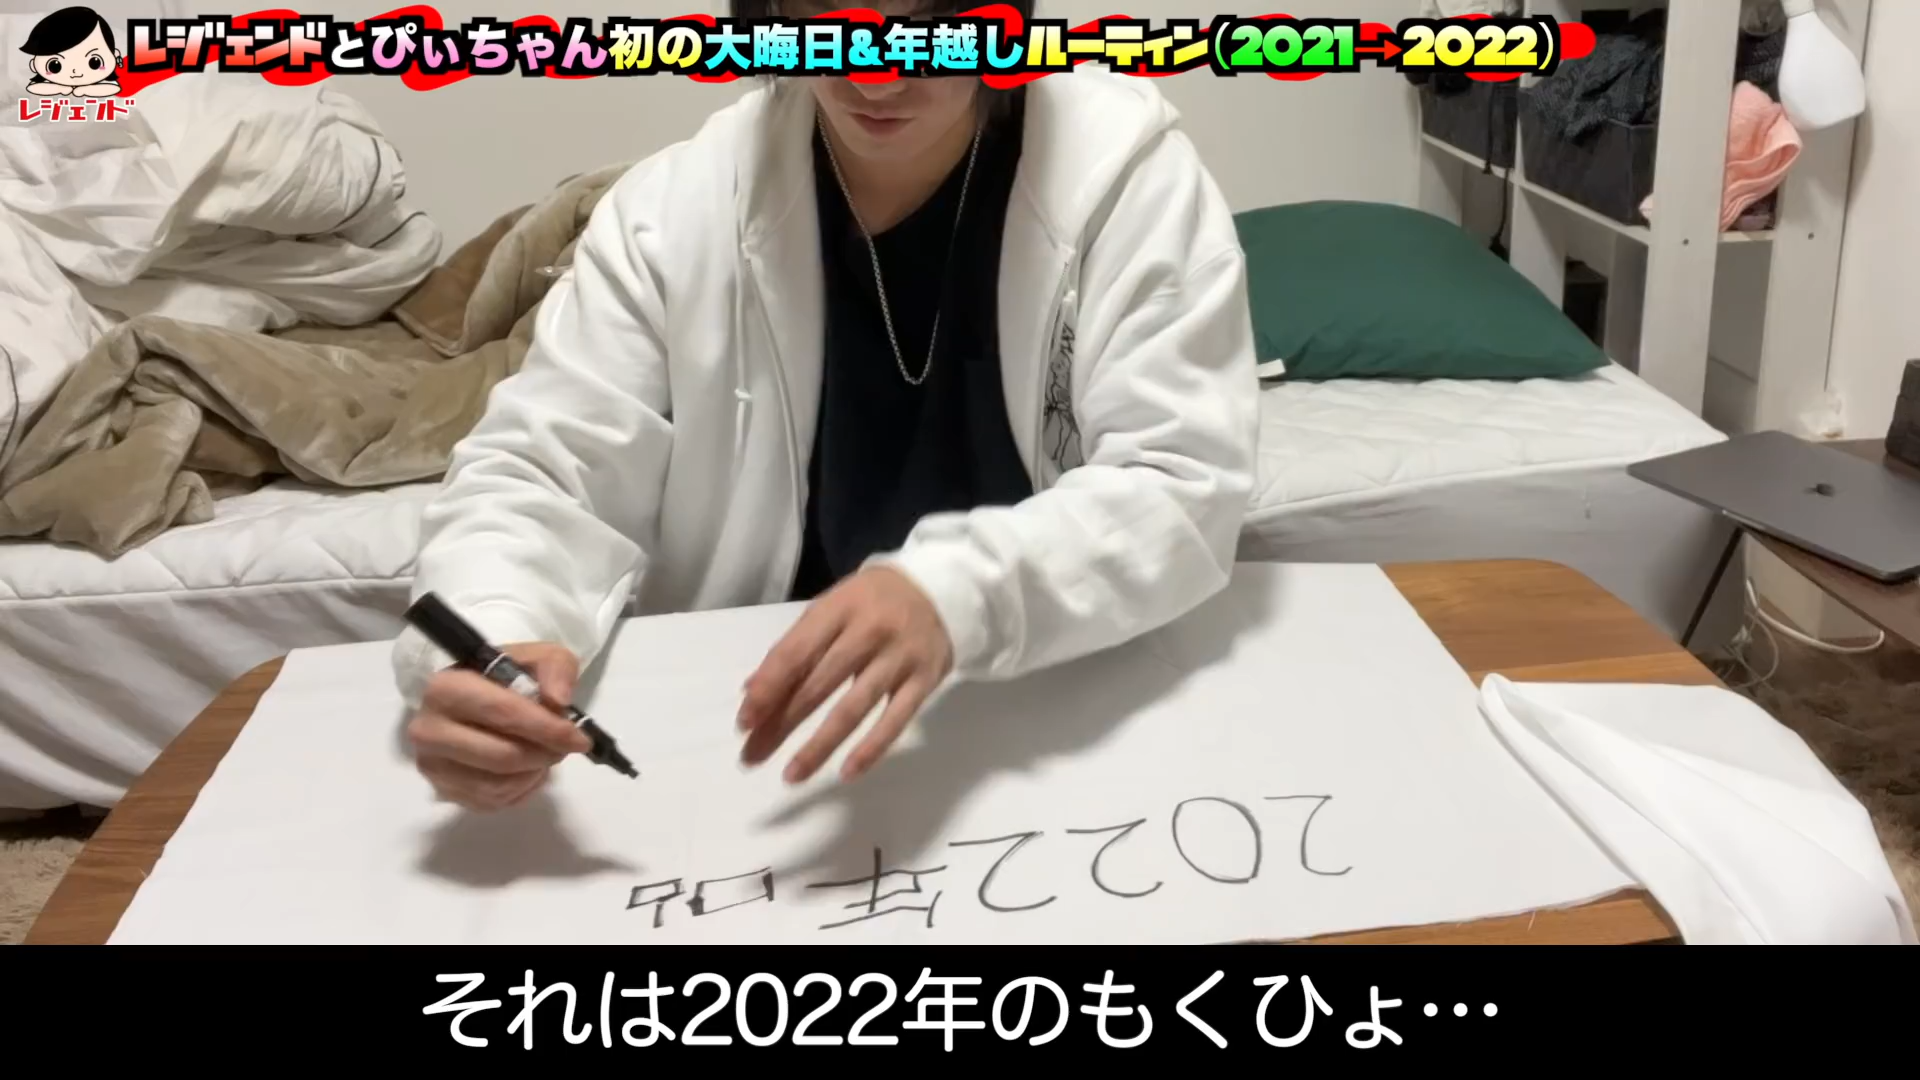 レジェンドとぴぃちゃん初の大晦日&年越しルーティン(2021→2022)
レジェンド
2022年
それは2022年のもくひょ…